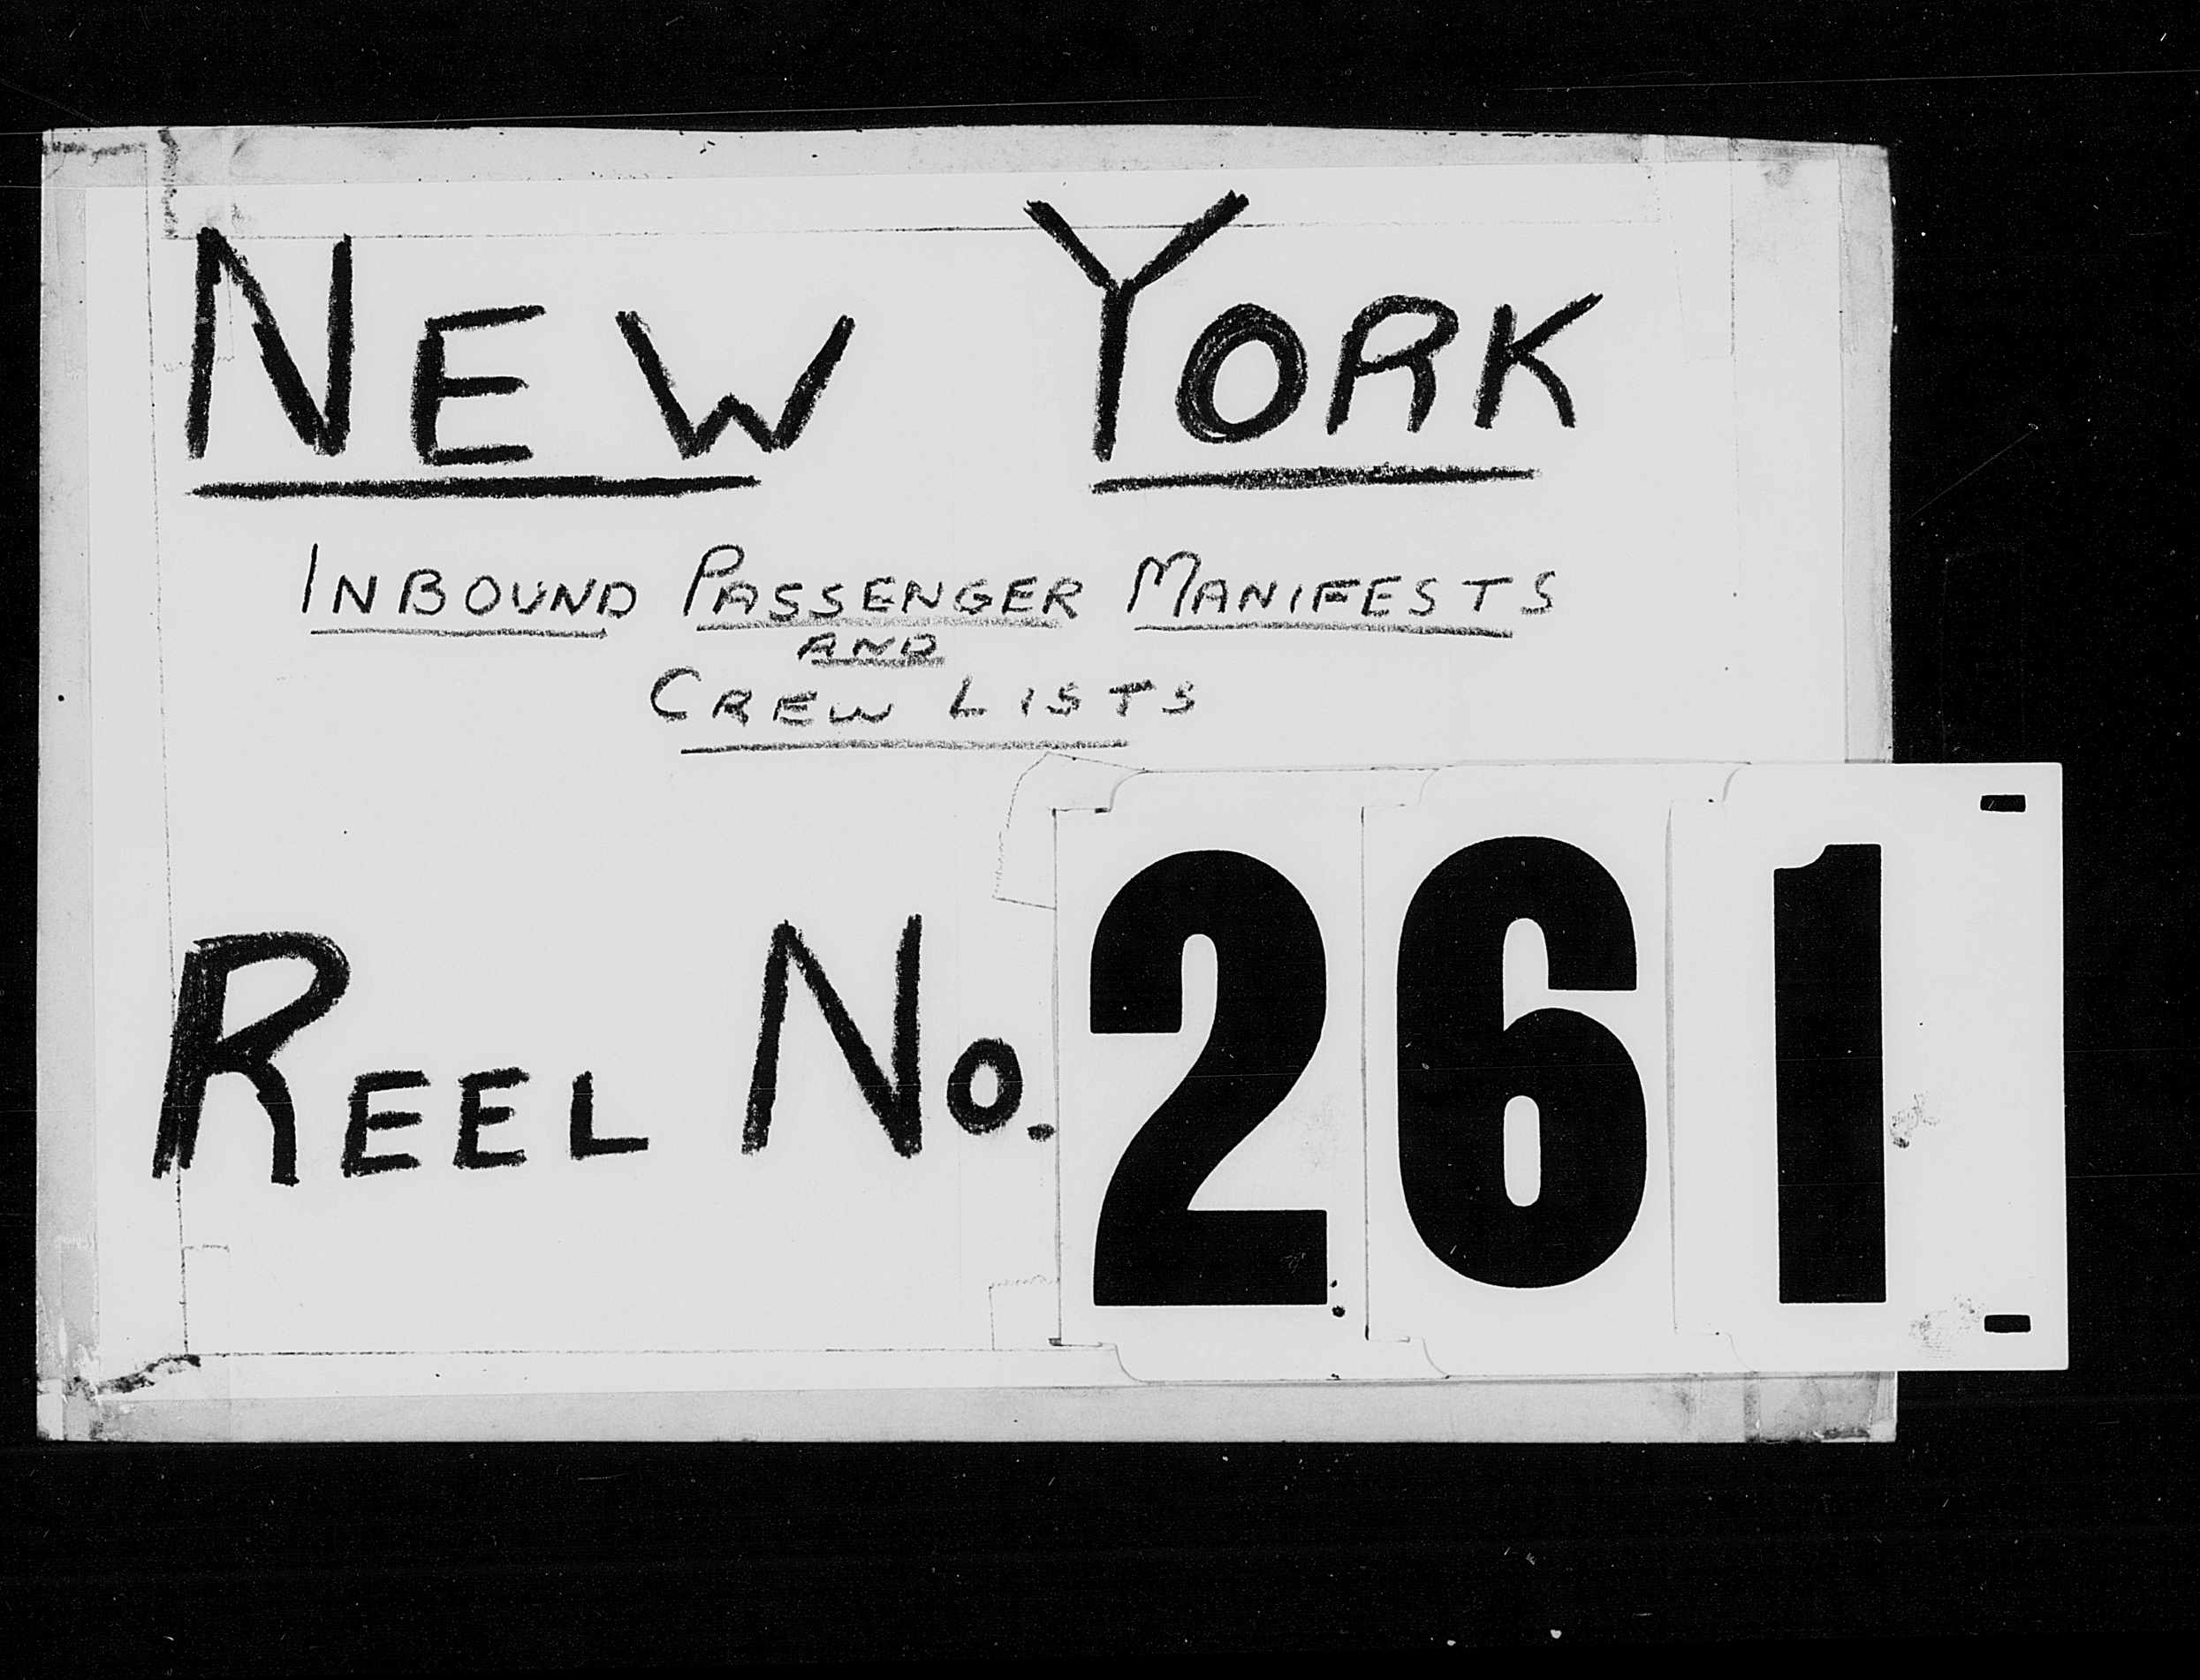 NEW YORK
INBOUND PASSENGER MANIFESTS
AND
CREW LISTS
REEL No. 261